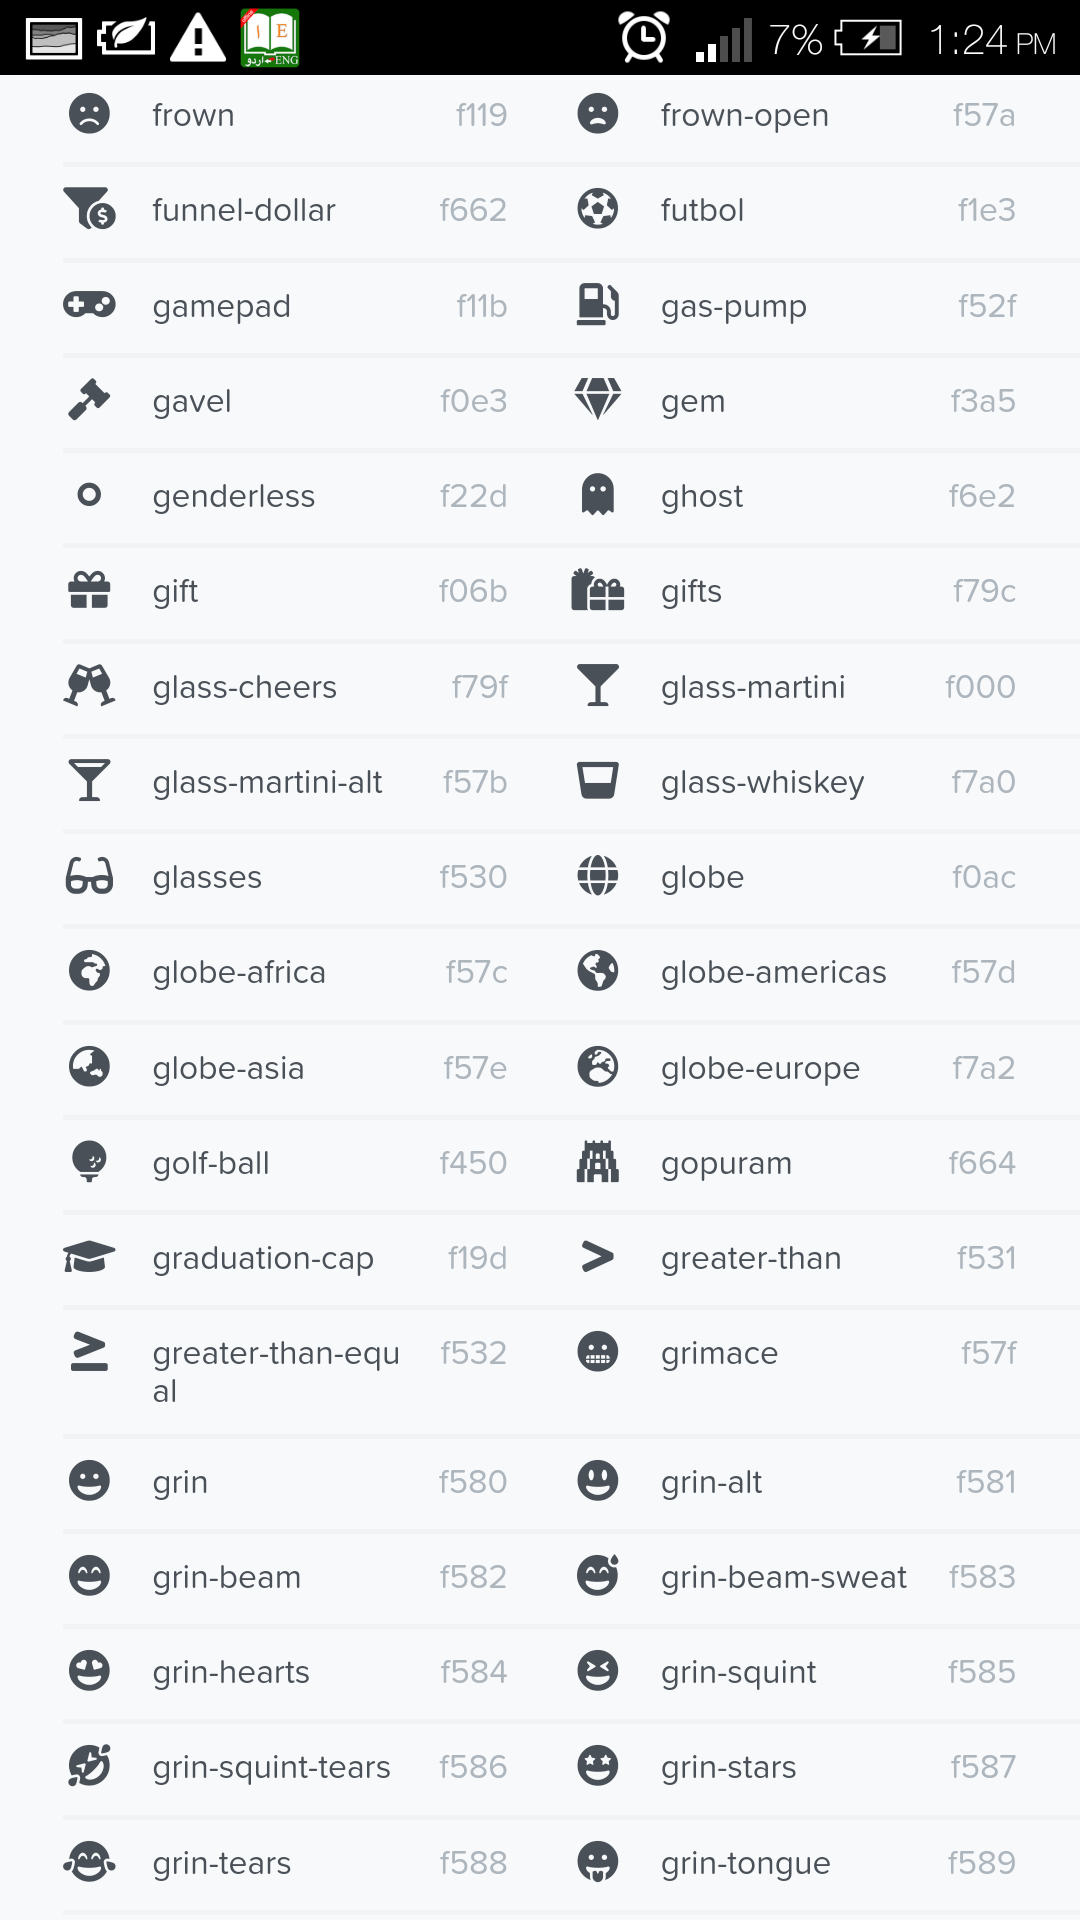 I E
اردو ENG
7%
1:24 PM
frown f119 frown-open f57a
funnel-dollar f662 futbol f1e3
gamepad f11b gas-pump f52f
gavel f0e3 gem f3a5
genderless f22d ghost f6e2
gift f06b gifts f79c
glass-cheers f79f glass-martini f000
glass-martini-alt f57b glass-whiskey f7a0
glasses f530 globe f0ac
globe-africa f57c globe-americas f57d
globe-asia f57e globe-europe f7a2
golf-ball f450 gopuram f664
graduation-cap f19d greater-than f531
greater-than-equ f532 grimace f57f
al
grin f580 grin-alt f581
grin-beam f582 grin-beam-sweat f583
grin-hearts f584 grin-squint f585
grin-squint-tears f586 grin-stars f587
grin-tears f588 grin-tongue f589